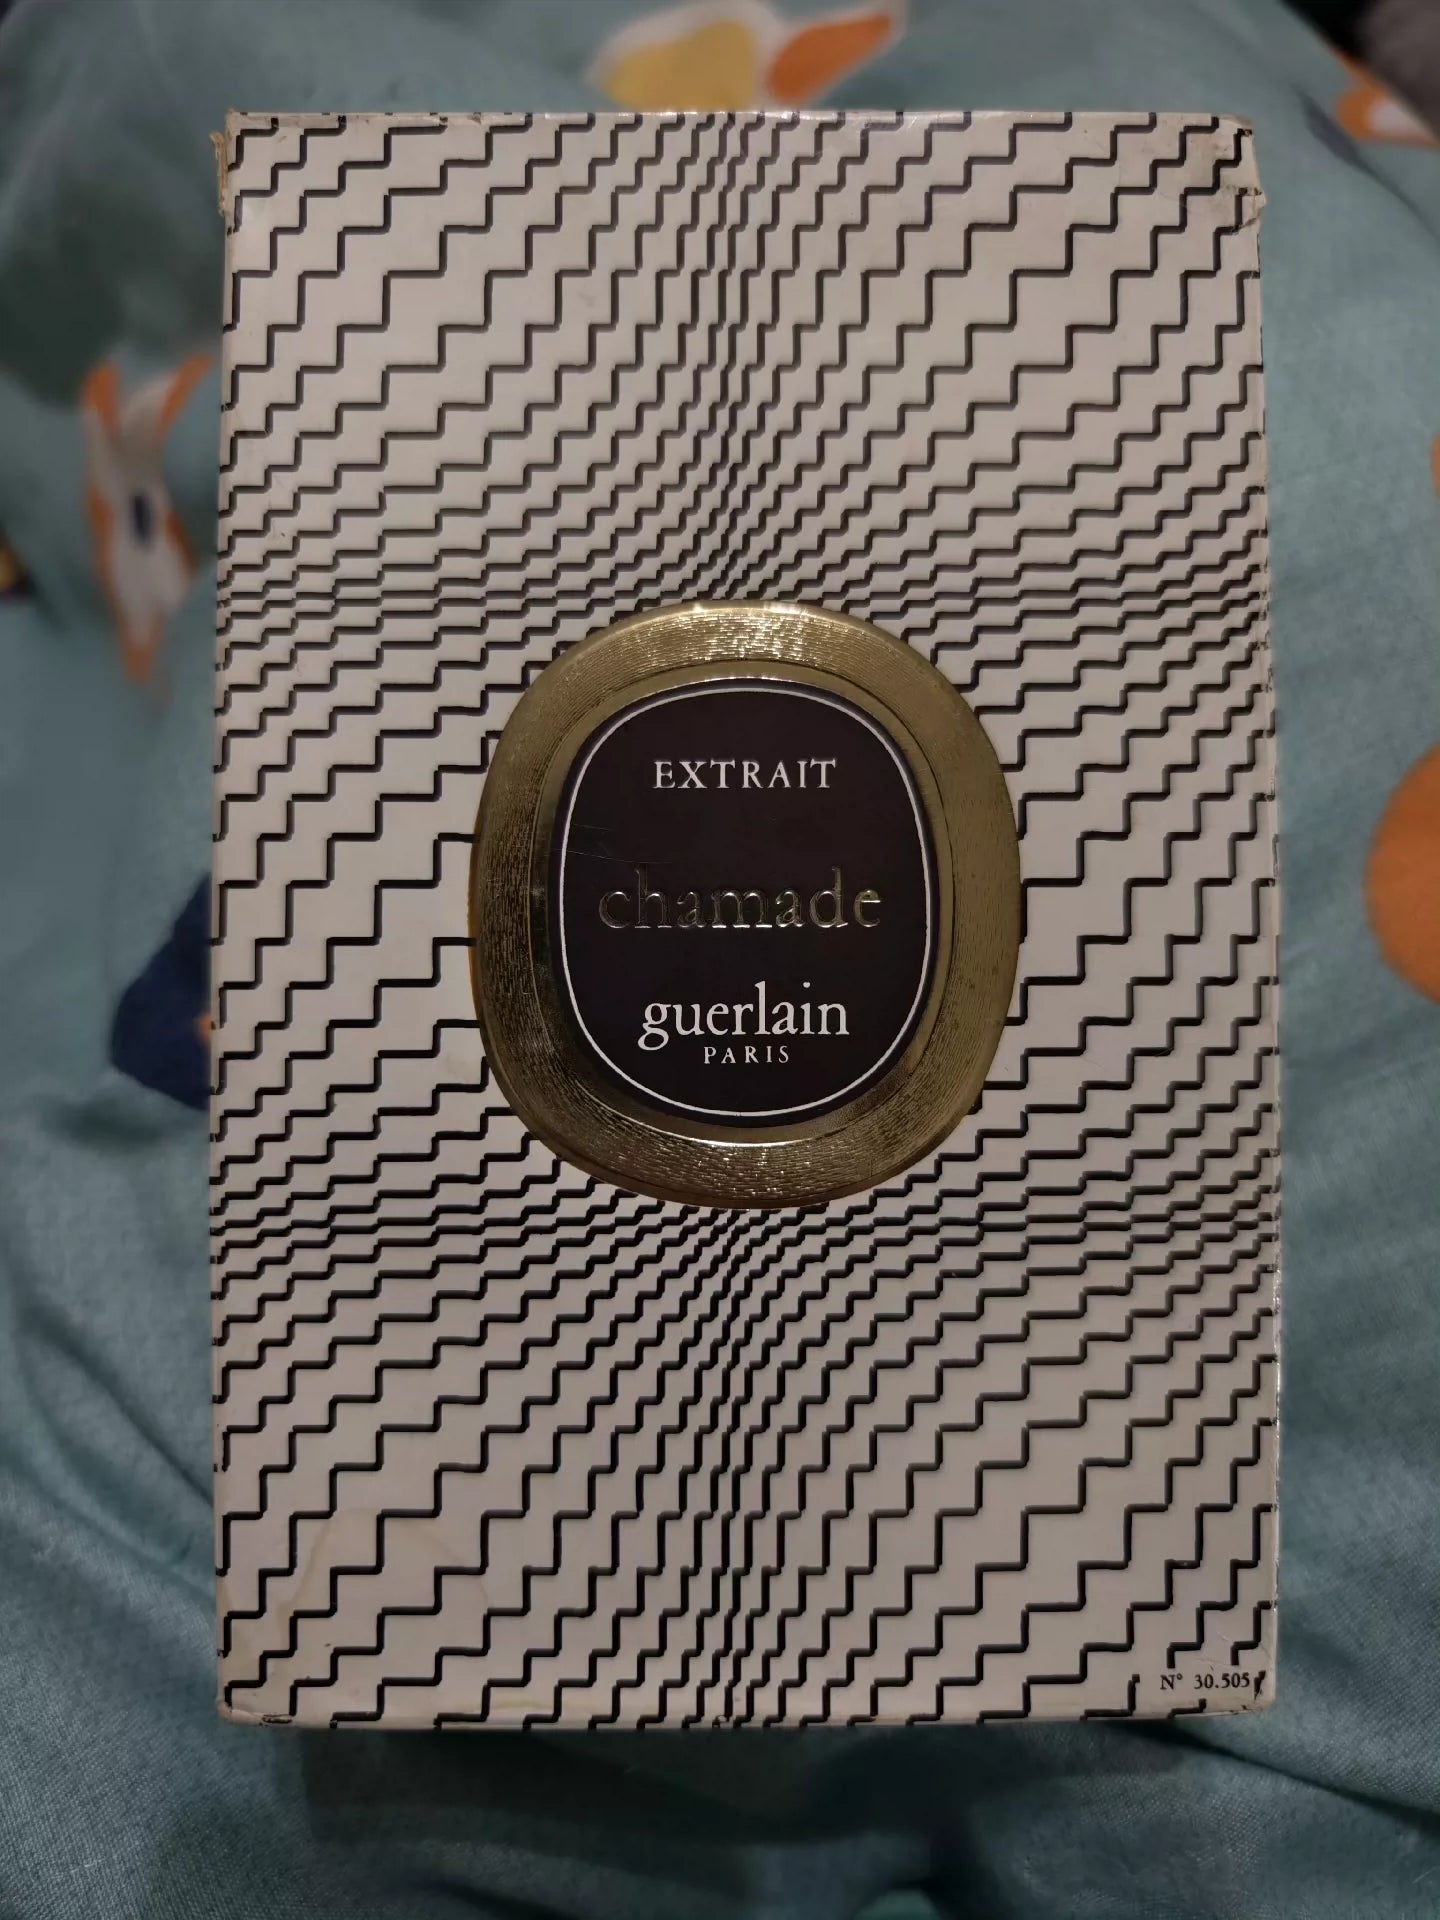 EXTRAIT
chamade
guerlain
PARIS
N° 30.505